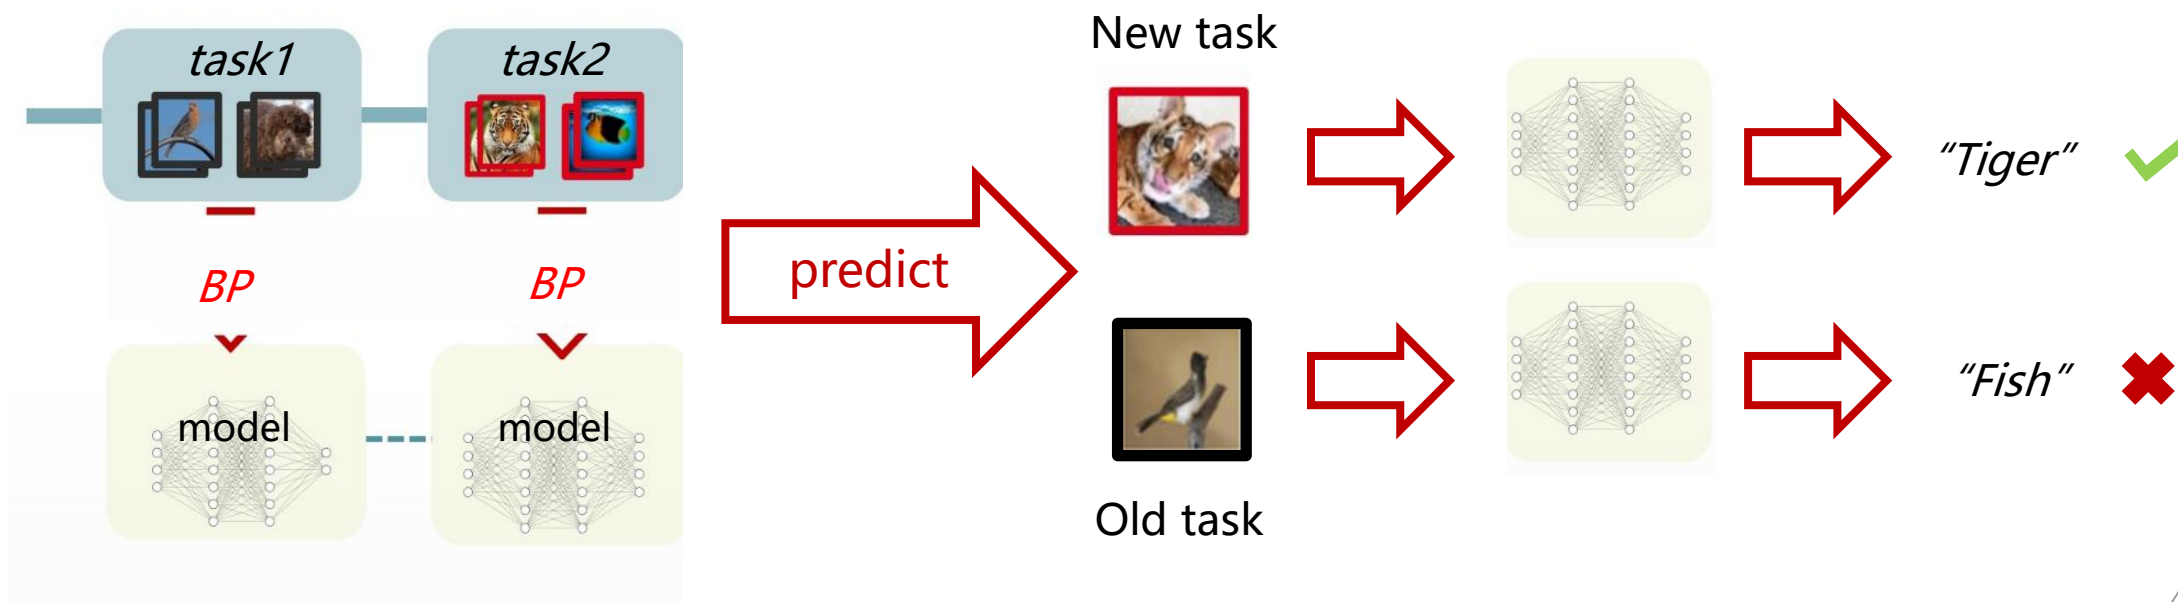 task1
task2
BP
BP
model
model
predict
New task
“Tiger”
“Fish”
Old task